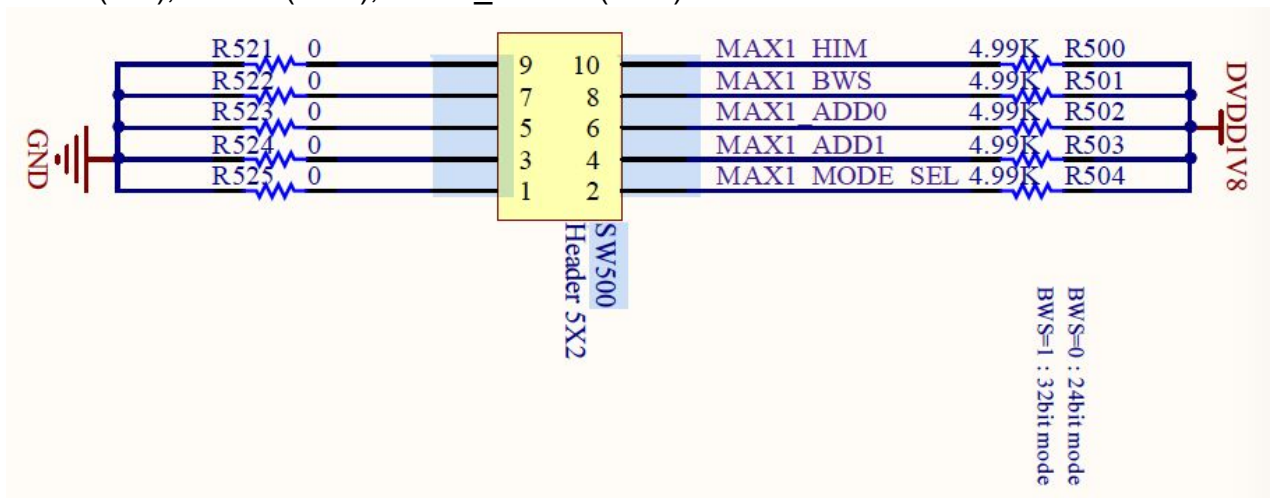 R521 0
R522 0
R523 0
R524 0
R525 0
GND
9 10
7 8
5 6
3 4
1 2
SW500
Header 5X2
MAX1_HIM 4.99K R500
MAX1_BWS 4.99K R501
MAX1_ADD0 4.99K R502
MAX1_ADD1 4.99K R503
MAX1_MODE_SEL 4.99K R504
DVDD1V8
BWS=0 : 24bit mode
BWS=1 : 32bit mode